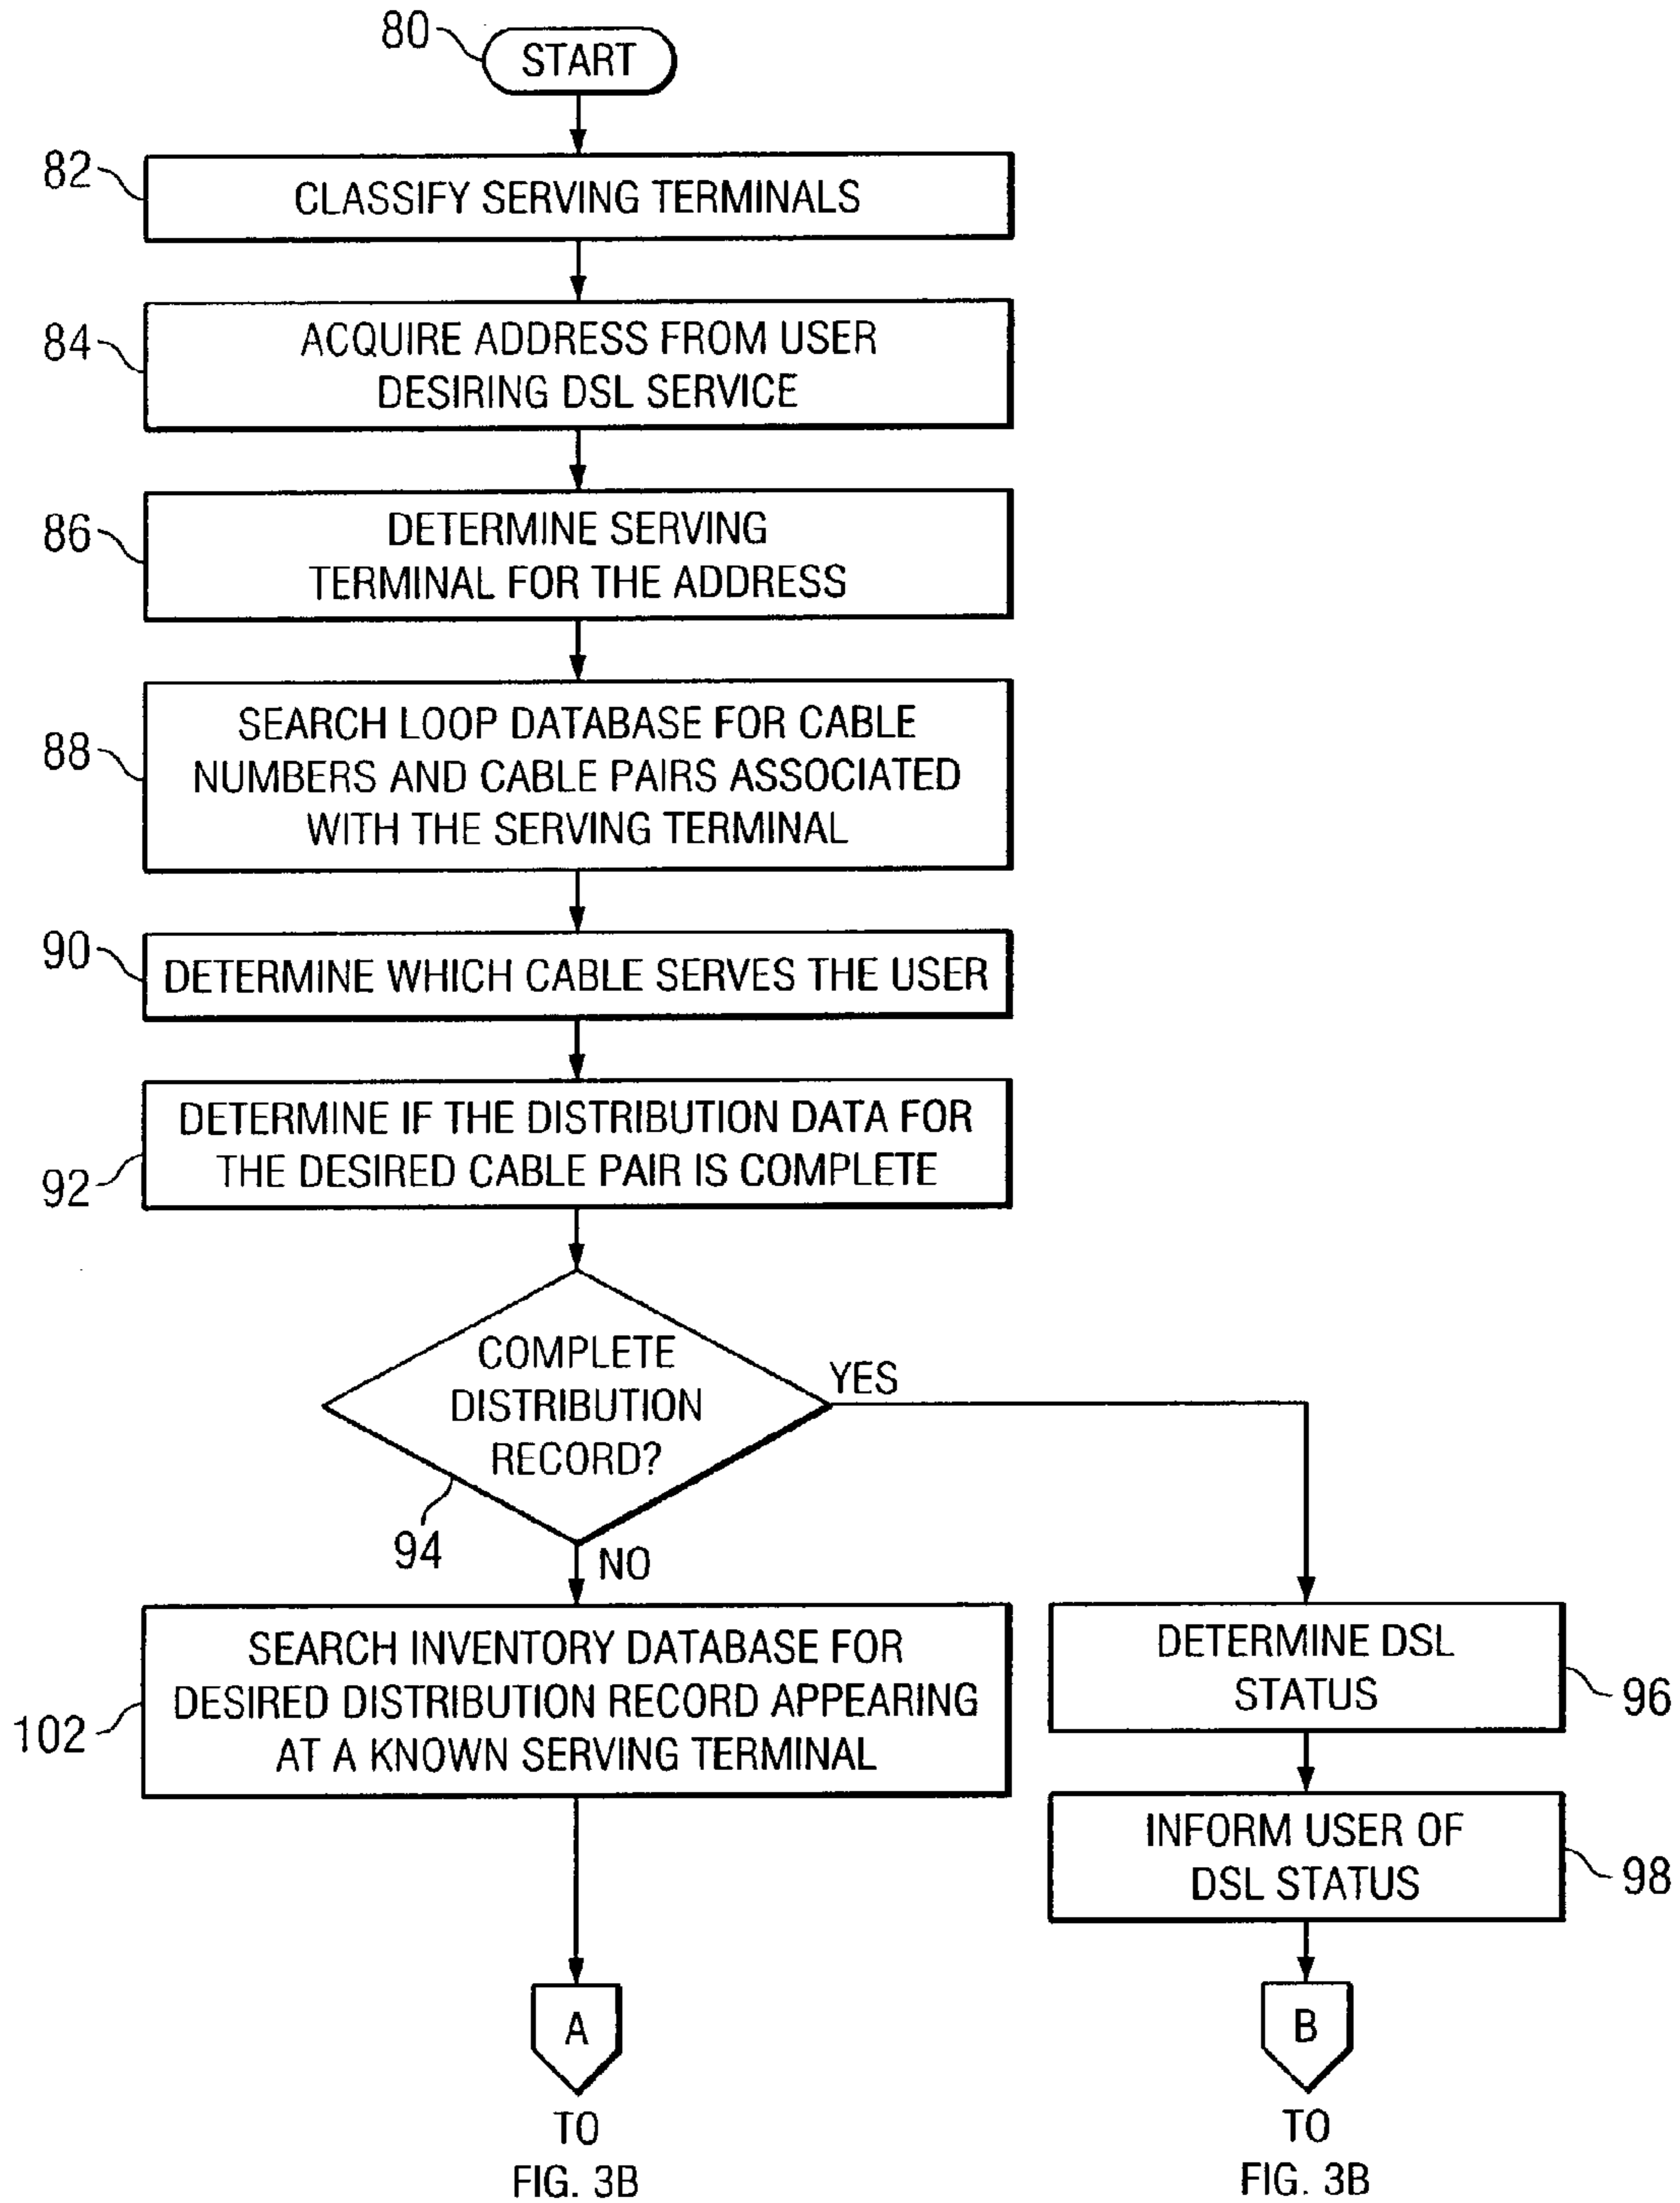 80
START
82
CLASSIFY SERVING TERMINALS
84
ACQUIRE ADDRESS FROM USER
DESIRING DSL SERVICE
86
DETERMINE SERVING
TERMINAL FOR THE ADDRESS
88
SEARCH LOOP DATABASE FOR CABLE
NUMBERS AND CABLE PAIRS ASSOCIATED
WITH THE SERVING TERMINAL
90
DETERMINE WHICH CABLE SERVES THE USER
92
DETERMINE IF THE DISTRIBUTION DATA FOR
THE DESIRED CABLE PAIR IS COMPLETE
COMPLETE
DISTRIBUTION
RECORD?
94
YES
NO
102
SEARCH INVENTORY DATABASE FOR
DESIRED DISTRIBUTION RECORD APPEARING
AT A KNOWN SERVING TERMINAL
DETERMINE DSL
STATUS
96
INFORM USER OF
DSL STATUS
98
A
TO
FIG. 3B
B
TO
FIG. 3B